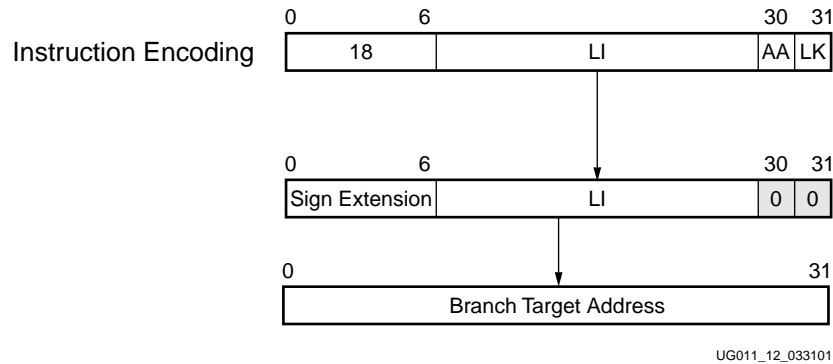 0 6 30 31
Instruction Encoding 18 LI AA LK
0 6 30 31
Sign Extension LI 0 0
0 31
Branch Target Address
UG011_12_033101